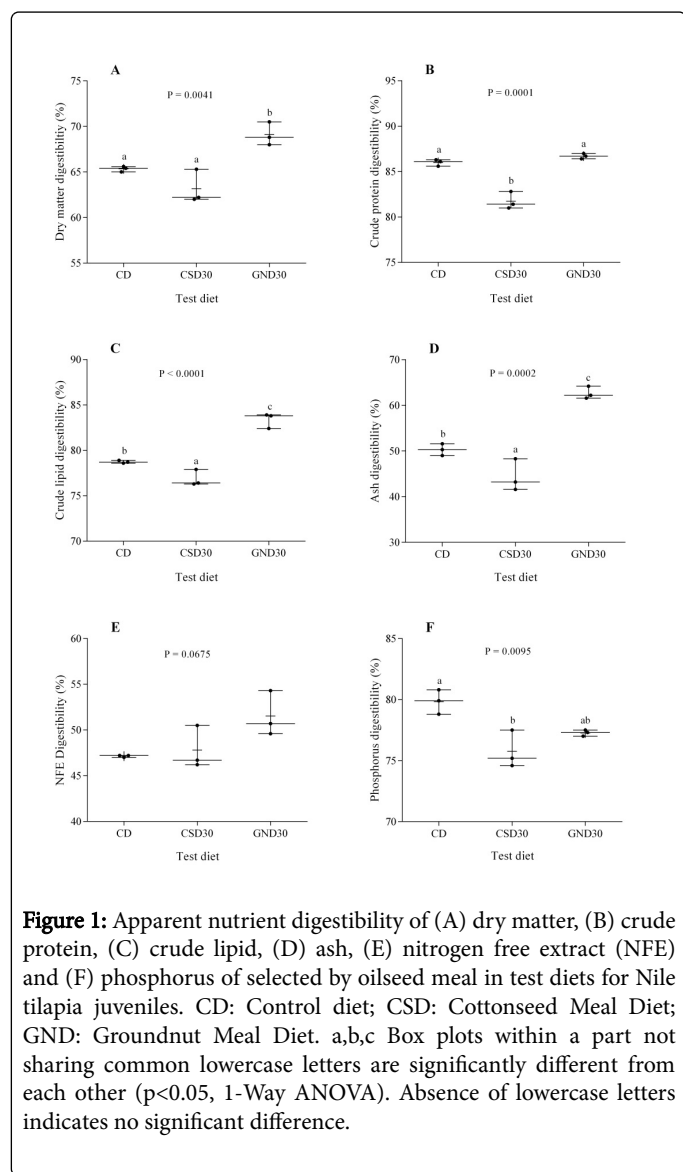 A
P = 0.0041
Dry matter digestibiltiy (%)
75
70
65
60
55
a
a
b
CD
CSD30
GND30
Test diet
B
P = 0.0001
Crude protein digestibility (%)
95
90
85
80
75
a
b
a
CD
CSD30
GND30
Test diet
C
P < 0.0001
Crude lipid digestibility (%)
90
85
80
75
70
b
a
c
CD
CSD30
GND30
Test diet
D
P = 0.0002
Ash digestibility (%)
70
60
50
40
30
b
a
c
CD
CSD30
GND30
Test diet
E
P = 0.0675
NFE Digestibility (%)
60
55
50
45
40
CD
CSD30
GND30
Test diet
F
P = 0.0095
Phosphorus digestibility (%)
85
80
75
70
a
b
ab
CD
CSD30
GND30
Test diet
Figure 1: Apparent nutrient digestibility of (A) dry matter, (B) crude
protein, (C) crude lipid, (D) ash, (E) nitrogen free extract (NFE)
and (F) phosphorus of selected by oilseed meal in test diets for Nile
tilapia juveniles. CD: Control diet; CSD: Cottonseed Meal Diet;
GND: Groundnut Meal Diet. a,b,c Box plots within a part not
sharing common lowercase letters are significantly different from
each other (p<0.05, 1-Way ANOVA). Absence of lowercase letters
indicates no significant difference.